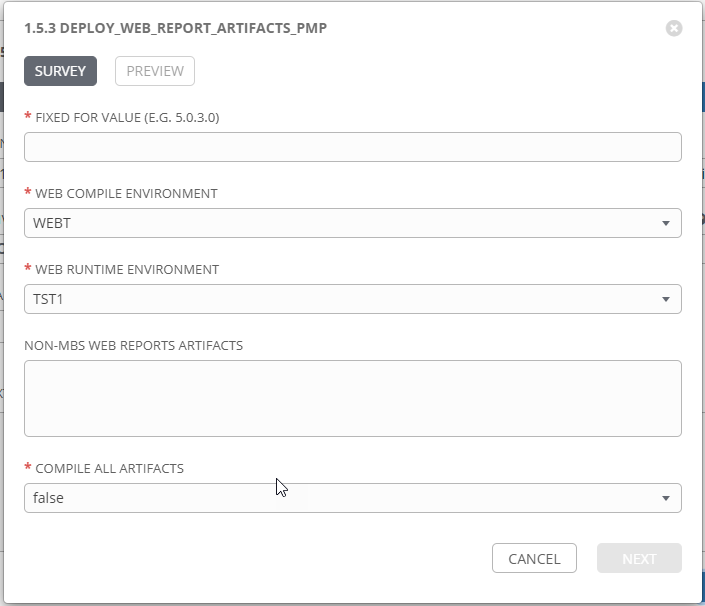 1.5.3 DEPLOY_WEB_REPORT_ARTIFACTS_PMP
SURVEY
PREVIEW
* FIXED FOR VALUE (E.G. 5.0.3.0)
* WEB COMPILE ENVIRONMENT
WEBT
* WEB RUNTIME ENVIRONMENT
TST1
NON-MBS WEB REPORTS ARTIFACTS
* COMPILE ALL ARTIFACTS
false
CANCEL
NEXT